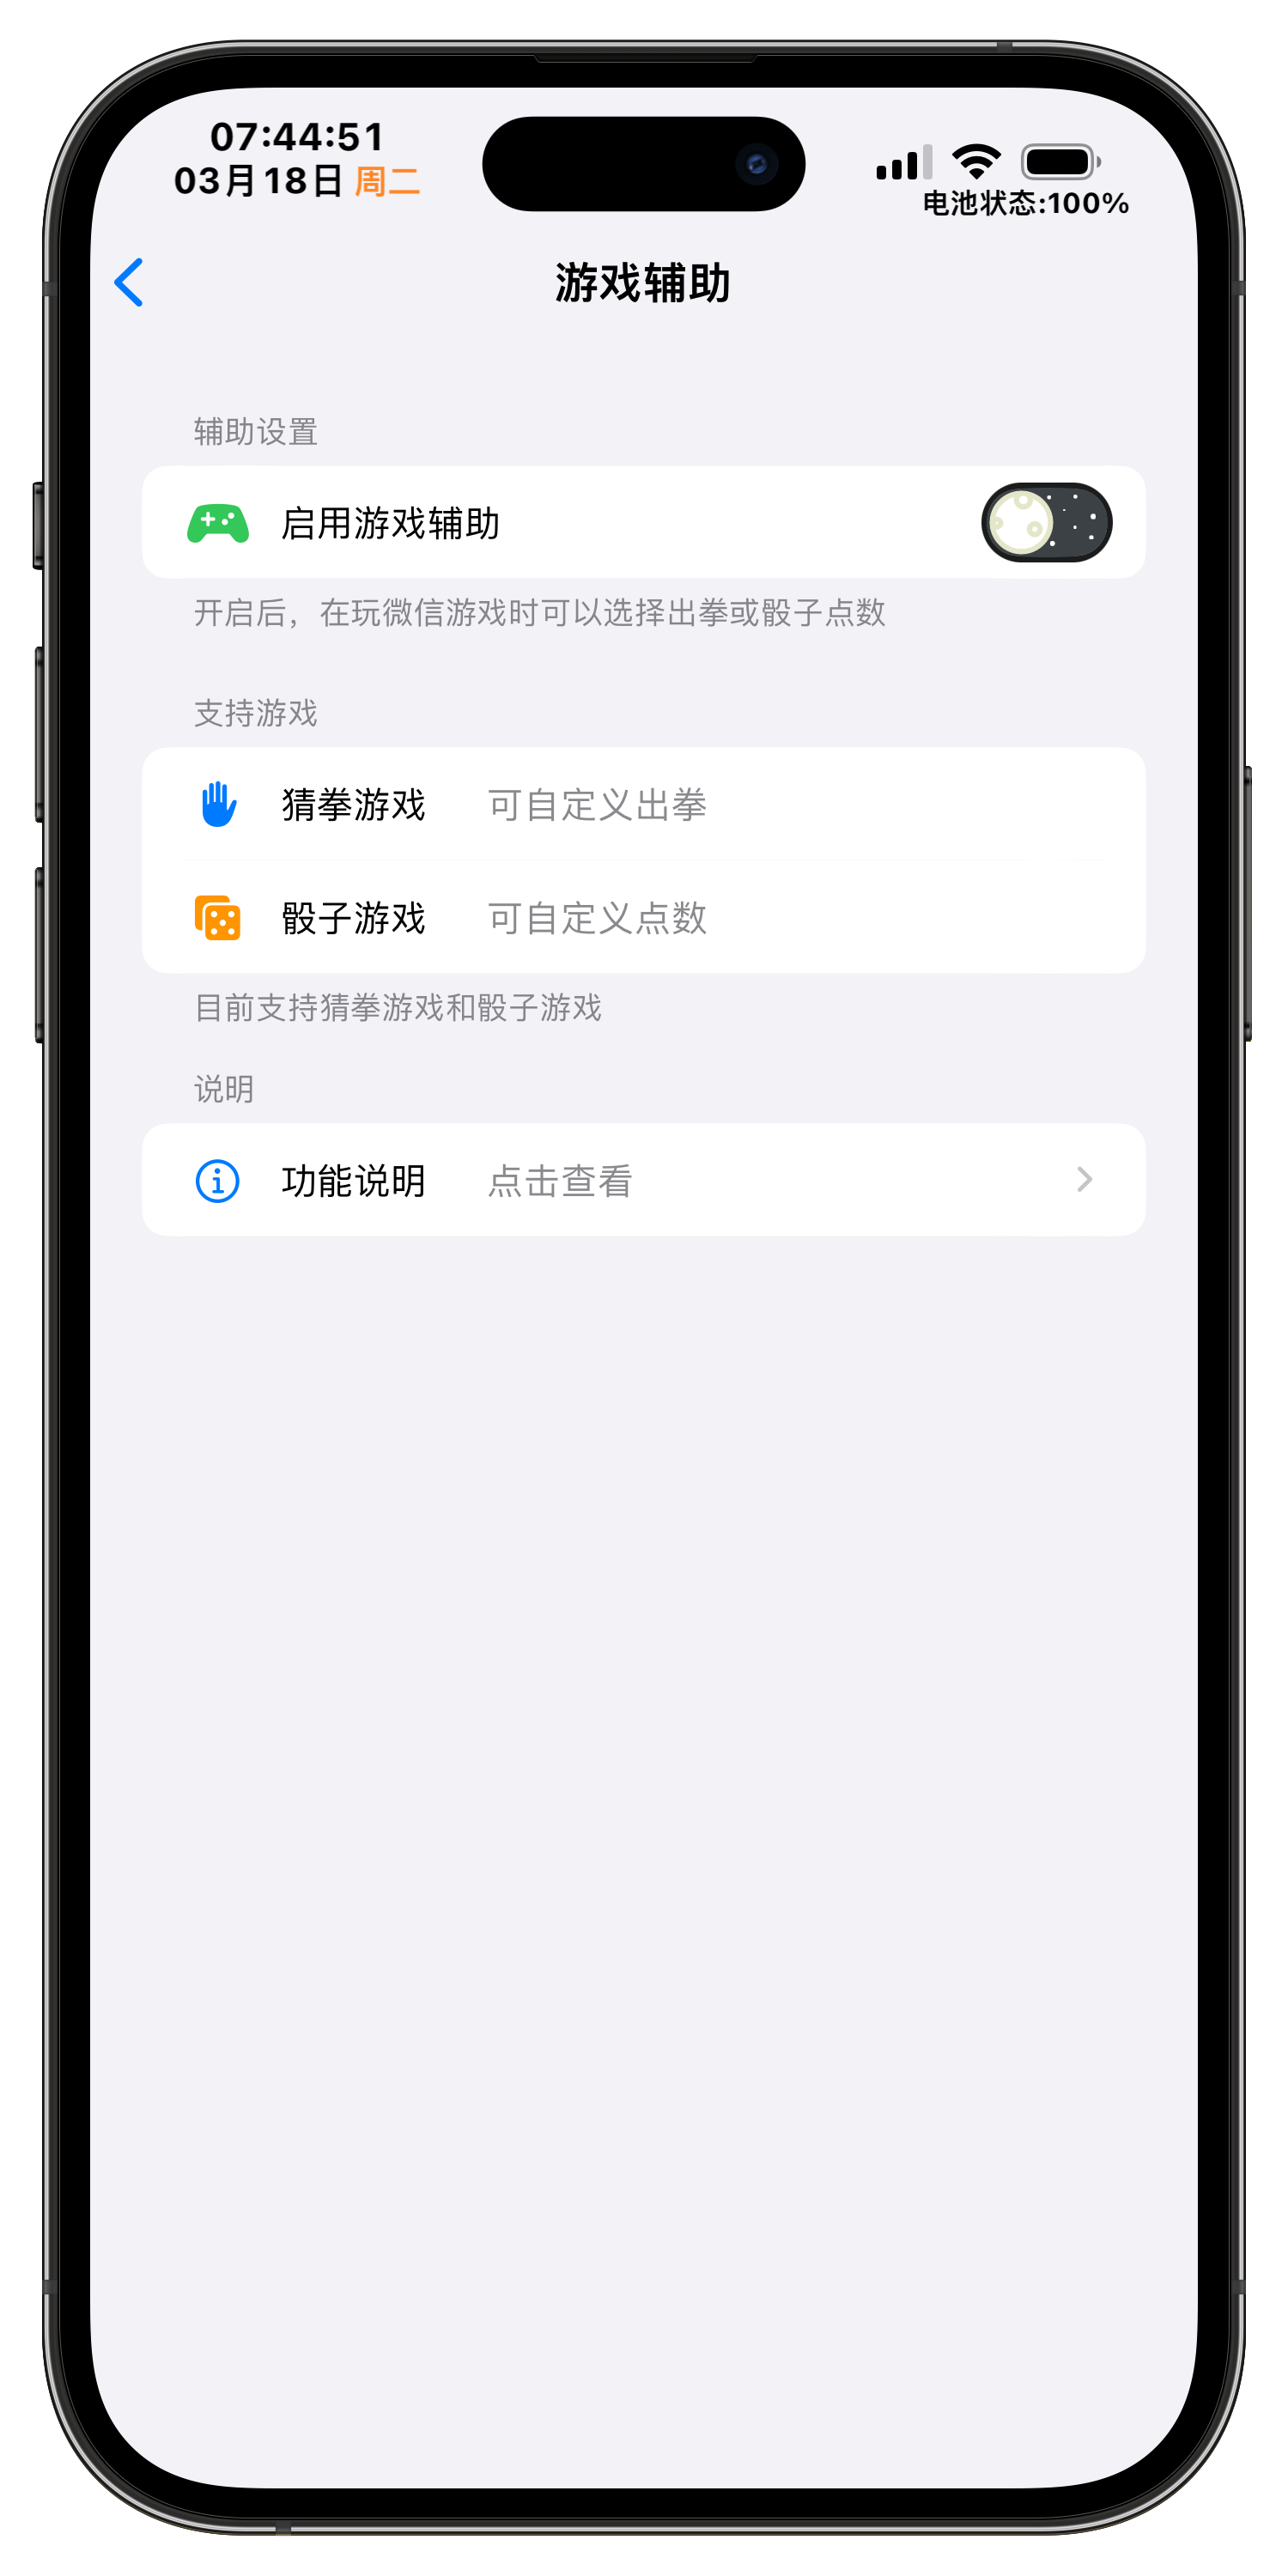 07:44:51
03月18日 周二
电池状态:100%
游戏辅助
辅助设置
启用游戏辅助
开启后，在玩微信游戏时可以选择出拳或骰子点数
支持游戏
猜拳游戏 可自定义出拳
骰子游戏 可自定义点数
目前支持猜拳游戏和骰子游戏
说明
功能说明 点击查看